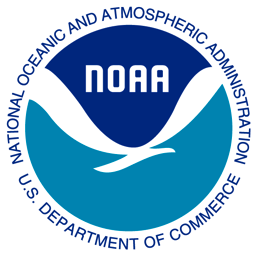 NATIONAL OCEANIC AND ATMOSPHERIC ADMINISTRATION
NOAA
U.S. DEPARTMENT OF COMMERCE